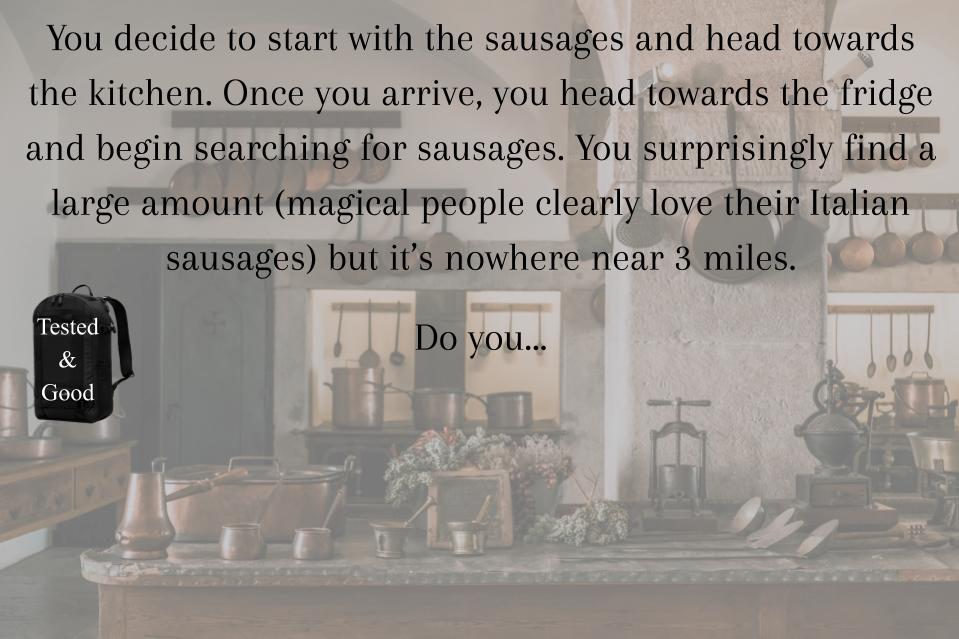 You decide to start with the sausages and head towards
the kitchen. Once you arrive, you head towards the fridge
and begin searching for sausages. You surprisingly find a
large amount (magical people clearly love their Italian
sausages) but it’s nowhere near 3 miles.
Do you...
Tested
&
Good